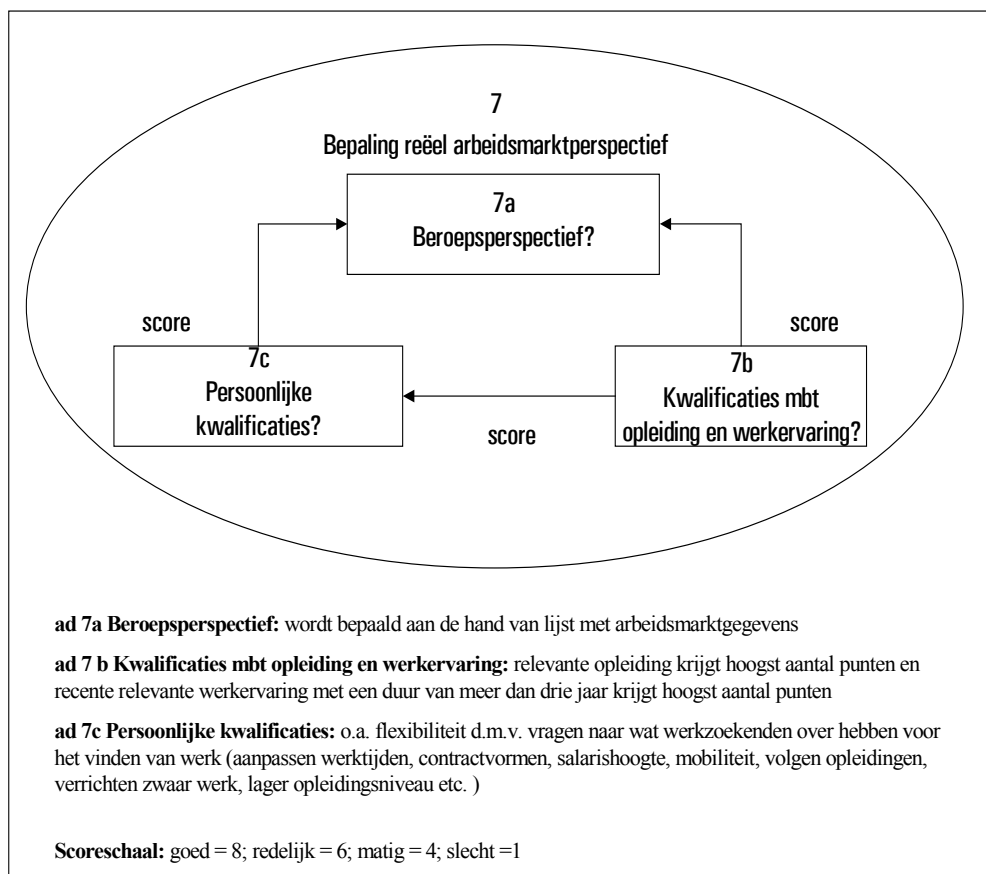 7
Bepaling reëel arbeidsmarktperspectief
7a
Beroepsperspectief?
score
score
7c
Persoonlijke
kwalificaties?
7b
Kwalificaties mbt
opleiding en werkervaring?
score
ad 7a Beroepsperspectief: wordt bepaald aan de hand van lijst met arbeidsmarktgegevens
ad 7 b Kwalificaties mbt opleiding en werkervaring: relevante opleiding krijgt hoogst aantal punten en
recente relevante werkervaring met een duur van meer dan drie jaar krijgt hoogst aantal punten
ad 7c Persoonlijke kwalificaties: o.a. flexibiliteit d.m.v. vragen naar wat werkzoekenden over hebben voor
het vinden van werk (aanpassen werktijden, contractvormen, salarishoogte, mobiliteit, volgen opleidingen,
verrichten zwaar werk, lager opleidingsniveau etc. )
Scoreschaal: goed = 8; redelijk = 6; matig = 4; slecht =1